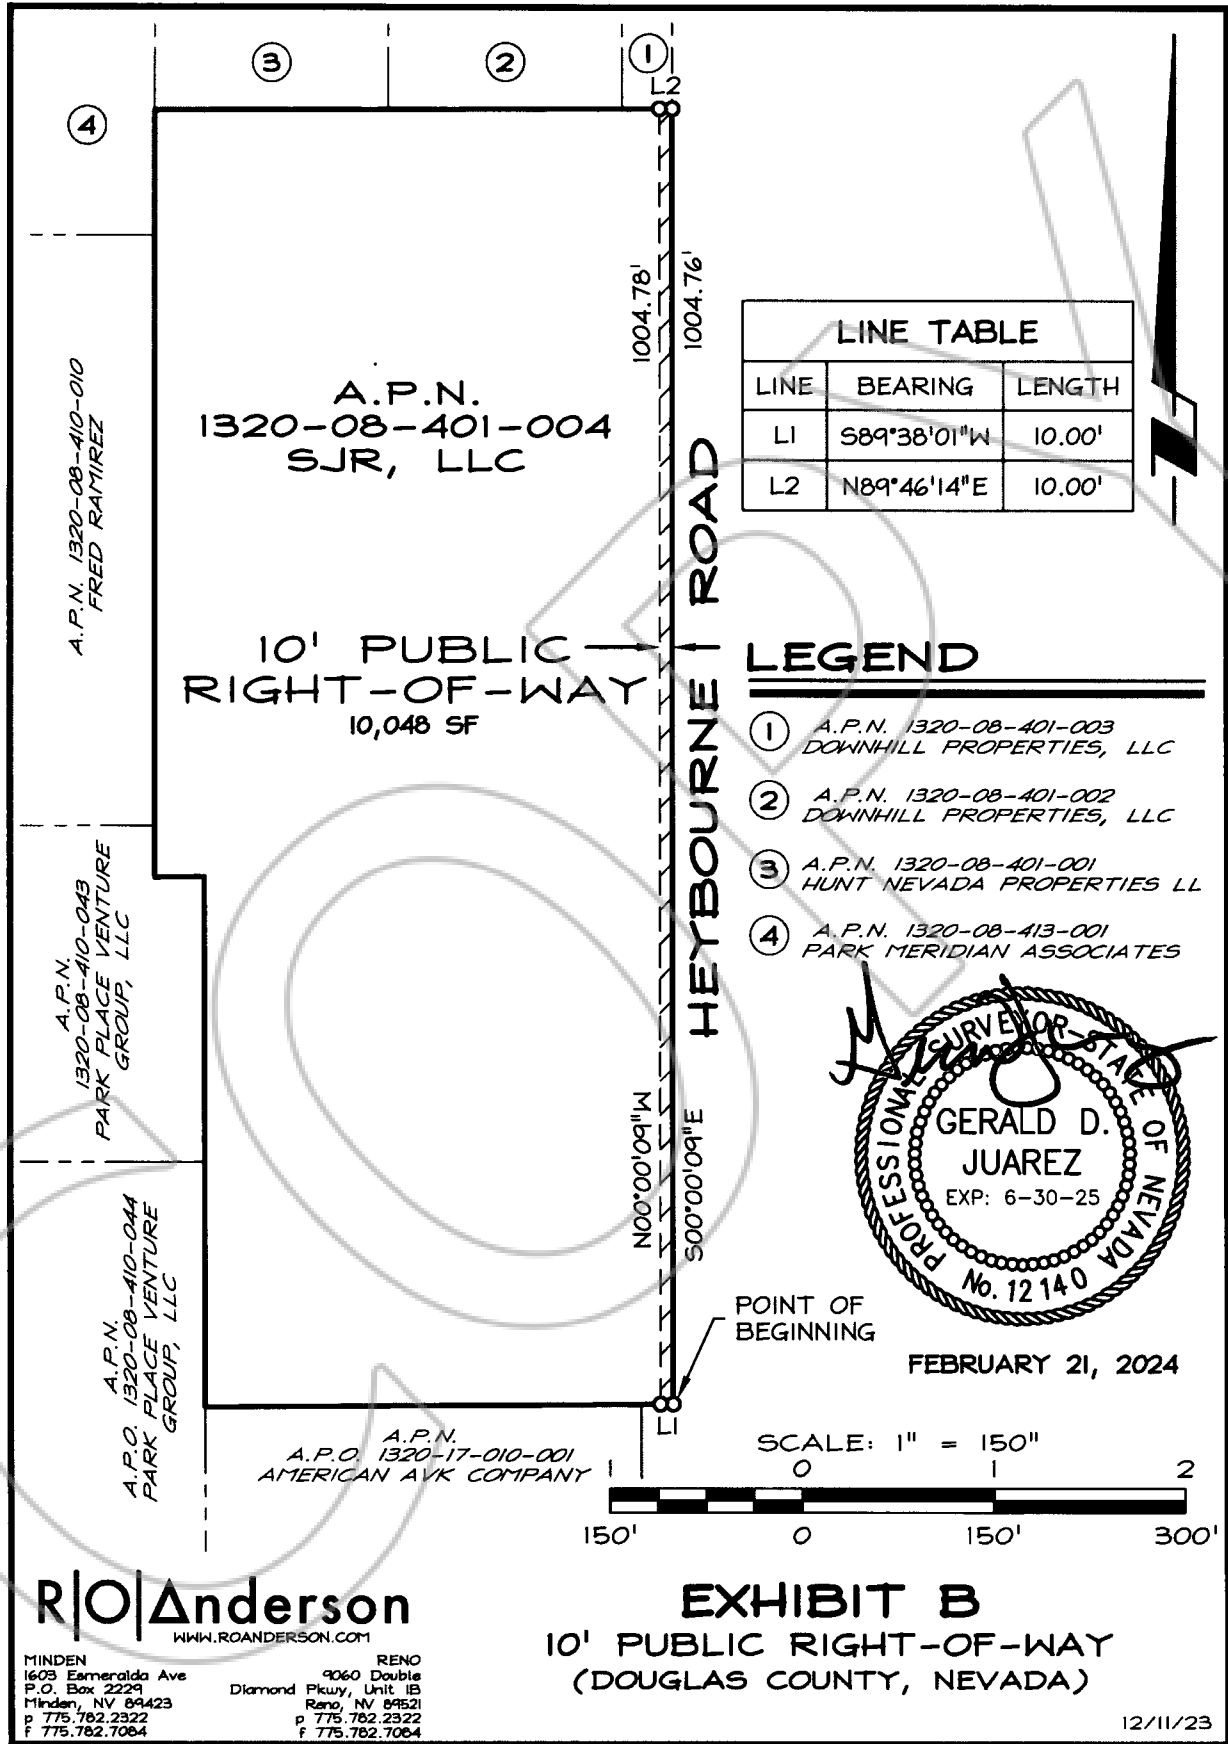 3
2
1
L2
4
A.P.N. 1320-08-410-010
FRED RAMIREZ
A.P.N.
1320-08-401-004
SJR, LLC
1004.78'
1004.76'
LINE TABLE
LINE BEARING LENGTH
L1 S89°38'01"W 10.00'
L2 N89°46'14"E 10.00'
10' PUBLIC
RIGHT-OF-WAY
10,048 SF
HEYBOURNE ROAD
LEGEND
1 A.P.N. 1320-08-401-003
DOWNHILL PROPERTIES, LLC
2 A.P.N. 1320-08-401-002
DOWNHILL PROPERTIES, LLC
3 A.P.N. 1320-08-401-001
HUNT NEVADA PROPERTIES LL
4 A.P.N. 1320-08-413-001
PARK MERIDIAN ASSOCIATES
A.P.N.
1320-08-410-043
PARK PLACE VENTURE
GROUP, LLC
N00°00'09"W
S00°00'09"E
PROFESSIONAL SURVEYOR-STATE OF NEVADA
GERALD D.
JUAREZ
EXP: 6-30-25
No. 12140
A.P.N.
A.P.O. 1320-08-410-044
PARK PLACE VENTURE
GROUP, LLC
POINT OF
BEGINNING
FEBRUARY 21, 2024
L1
A.P.N.
A.P.O. 1320-17-010-001
AMERICAN AVK COMPANY
SCALE: 1" = 150"
1 0 1 2
150' 0 150' 300'
R|O|Anderson
WWW.ROANDERSON.COM
MINDEN
1603 Esmeralda Ave
P.O. Box 2229
Minden, NV 89423
p 775.782.2322
f 775.782.7084
RENO
9060 Double
Diamond Pkwy, Unit 1B
Reno, NV 89521
p 775.782.2322
f 775.782.7084
EXHIBIT B
10' PUBLIC RIGHT-OF-WAY
(DOUGLAS COUNTY, NEVADA)
12/11/23
COPY